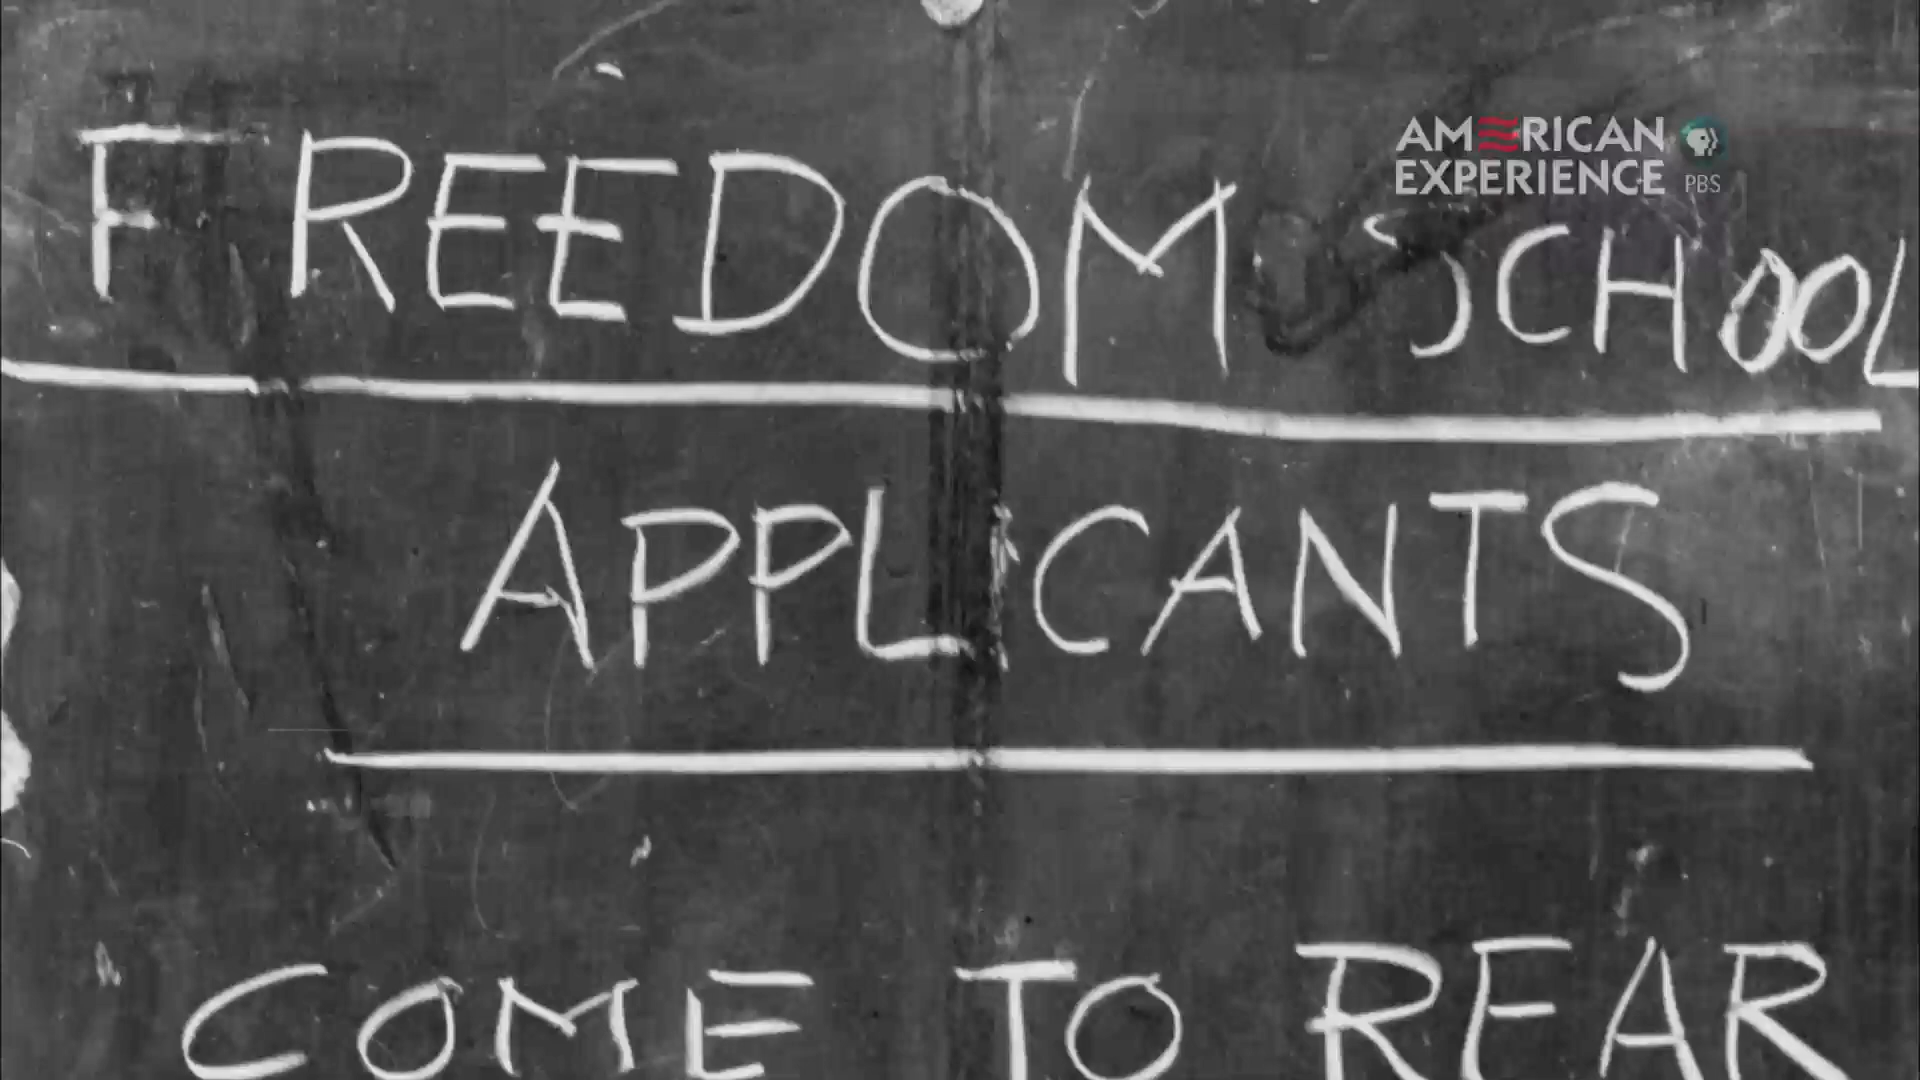 AMERICAN
EXPERIENCE PBS
FREEDOM SCHOOL
APPLICANTS
COME TO REAR